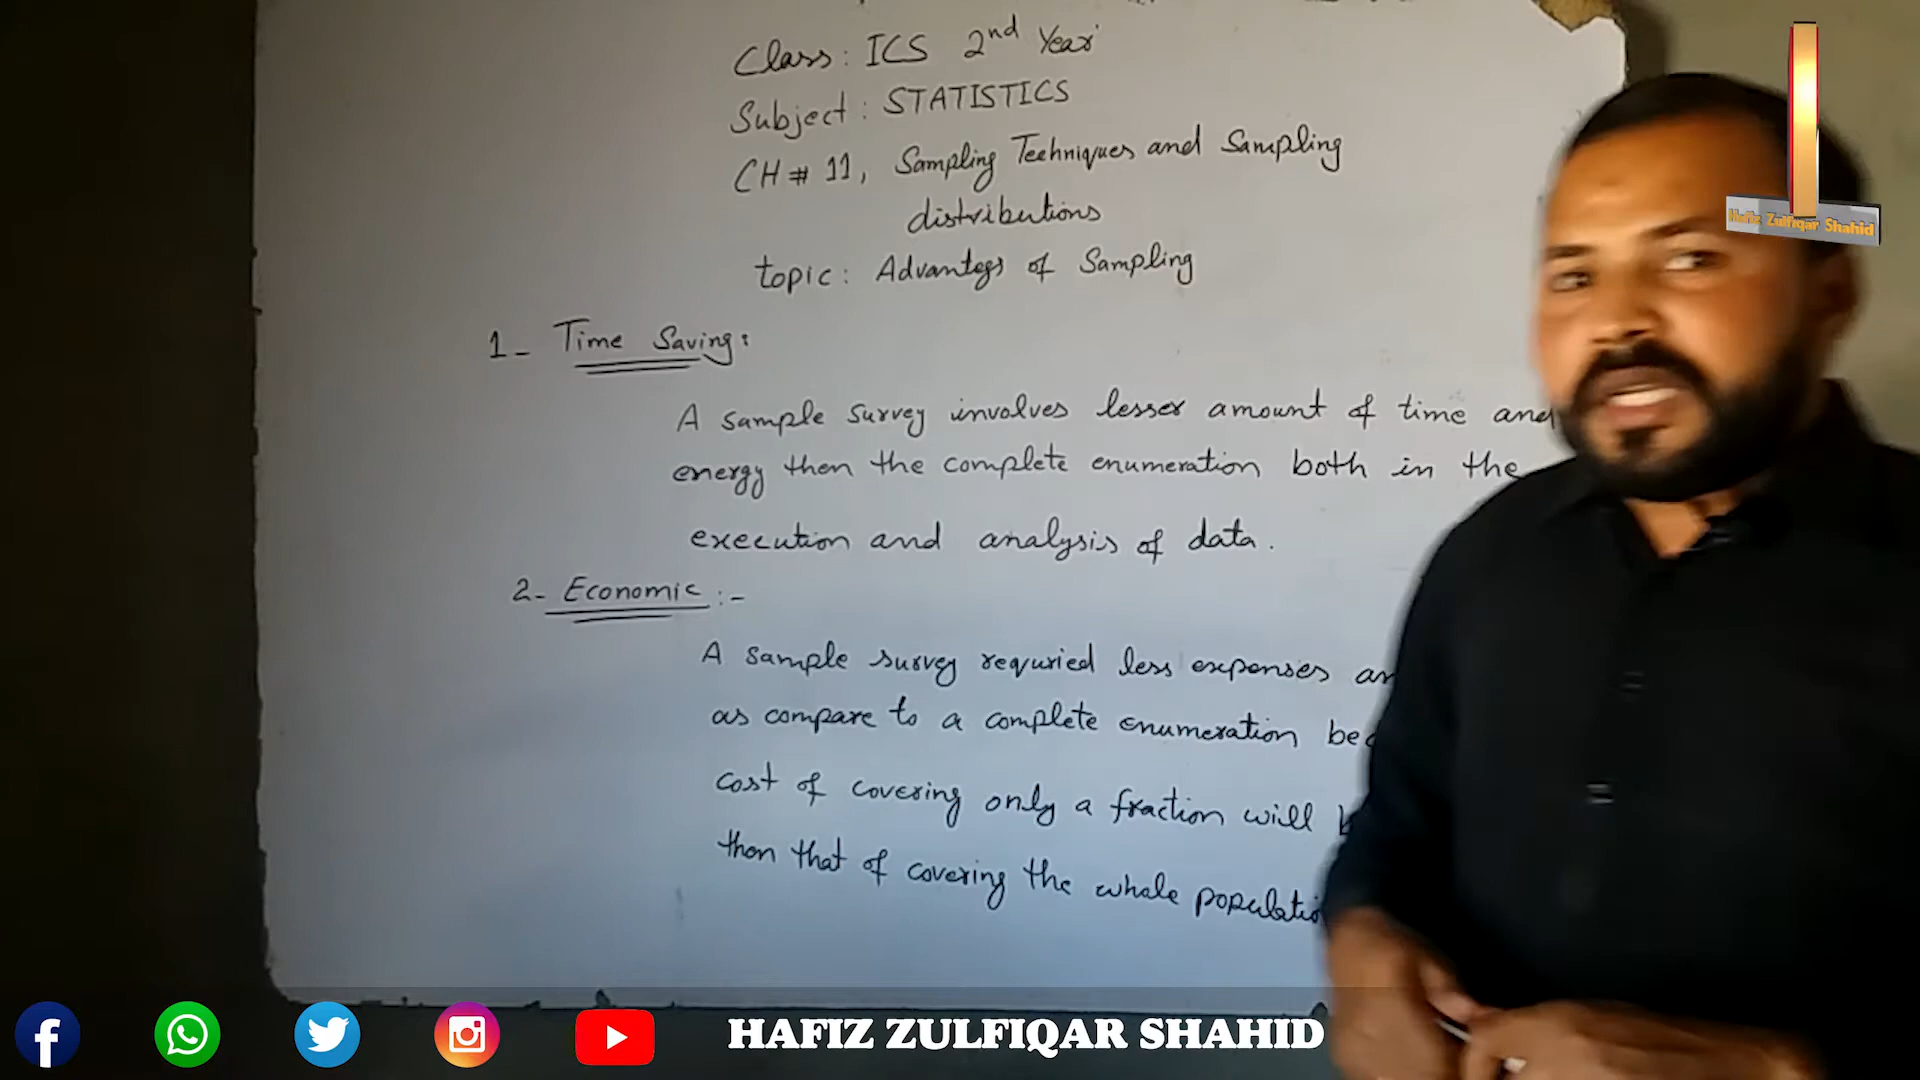 Class: ICS 2nd Year
Subject: STATISTICS
CH # 11, Sampling Techniques and Sampling
distributions
topic: Advantegs of Sampling
1- Time Saving:
A sample survey involves lesser amount of time and
energy then the complete enumeration both in the
execution and analysis of data.
2- Economic :-
A sample survey requried less expenses
as compare to a complete enumeration
cost of covering only a fraction will
then that of covering the whole
Hafiz Zulfiqar Shahid
HAFIZ ZULFIQAR SHAHID